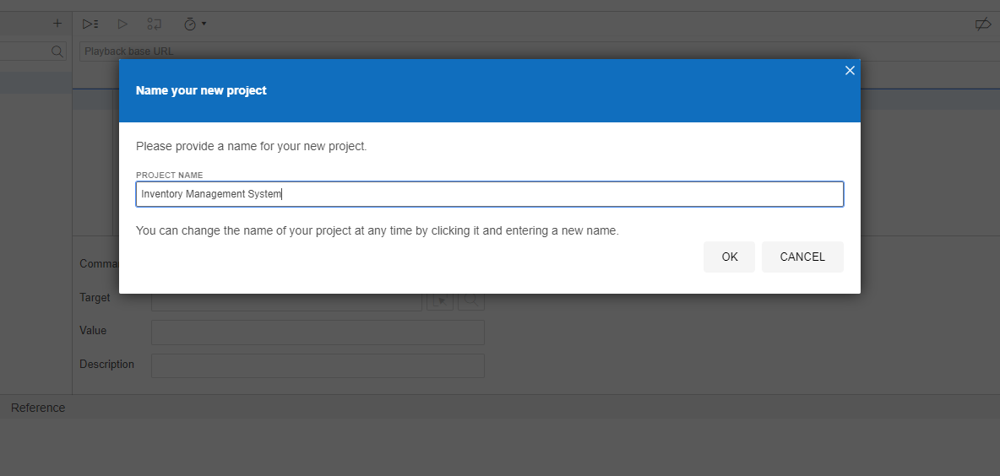 Playback base URL
Name your new project
Please provide a name for your new project.
PROJECT NAME
Inventory Management System
You can change the name of your project at any time by clicking it and entering a new name.
OK CANCEL
Comma
Target
Value
Description
Reference